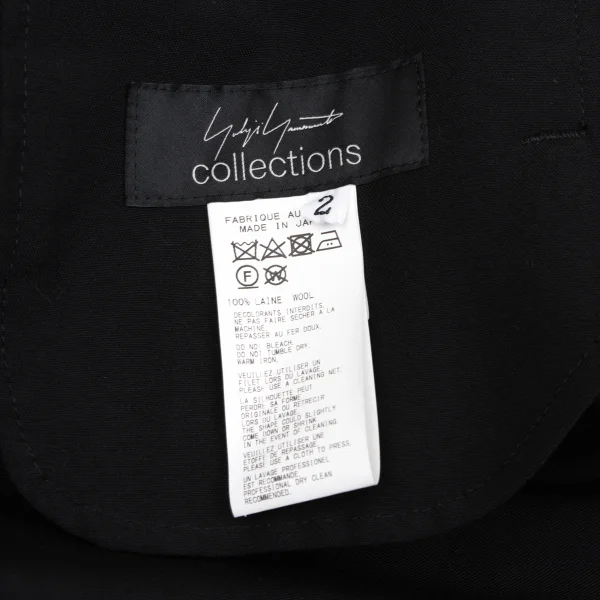 Yohji Yamamoto
collections
2
FABRIQUE AU
MADE IN JAP
F
W
100% LAINE WOOL
DECOLORANTS INTERDITS.
NE PAS FAIRE SECHER A LA
MACHINE.
REPASSER AU FER DOUX.
DO NOT BLEACH.
DO NOT TUMBLE DRY.
WARM IRON.
VEUILLEZ UTILISER UN
FILET LORS DU LAVAGE.
PLEASE USE A CLEANING NET.
LA SILHOUETTE PEUT
PERDRE SA FORME
ORIGINALE OU RETRECIR
LORS DU LAVAGE.
THE SHAPE COULD SLIGHTLY
COME DOWN OR SHRINK
IN THE EVENT OF CLEANING.
VEUILLEZ UTILISER UNE
ETOFFE DE REPASSAGE.
PLEASE USE A CLOTH TO PRESS.
UN LAVAGE PROFESSIONEL
EST RECOMMANDE.
PROFESSIONAL DRY CLEAN
RECOMMENDED.